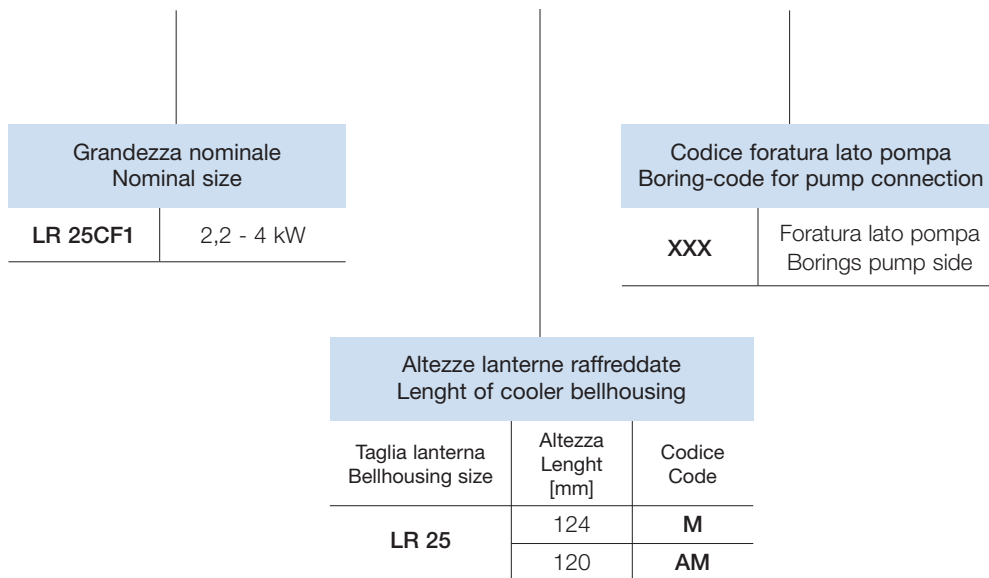 Grandezza nominale
Nominal size
LR 25CF1
2,2 - 4 kW
Codice foratura lato pompa
Boring-code for pump connection
XXX
Foratura lato pompa
Borings pump side
Altezze lanterne raffreddate
Lenght of cooler bellhousing
Taglia lanterna
Bellhousing size
Altezza
Lenght
[mm]
Codice
Code
LR 25
124
M
120
AM